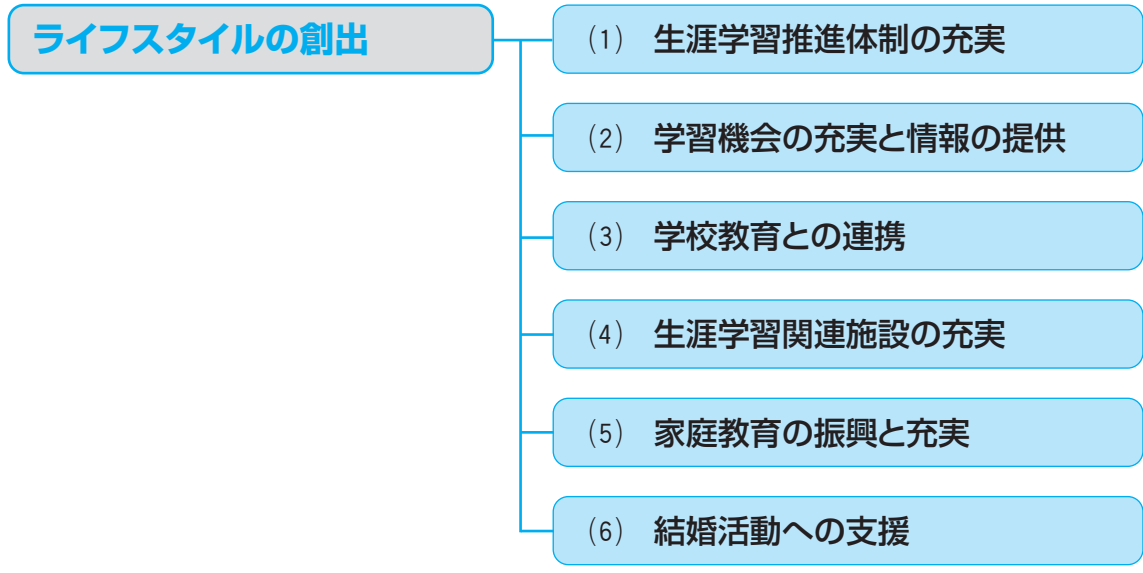 ライフスタイルの創出
(1) 生涯学習推進体制の充実
(2) 学習機会の充実と情報の提供
(3) 学校教育との連携
(4) 生涯学習関連施設の充実
(5) 家庭教育の振興と充実
(6) 結婚活動への支援